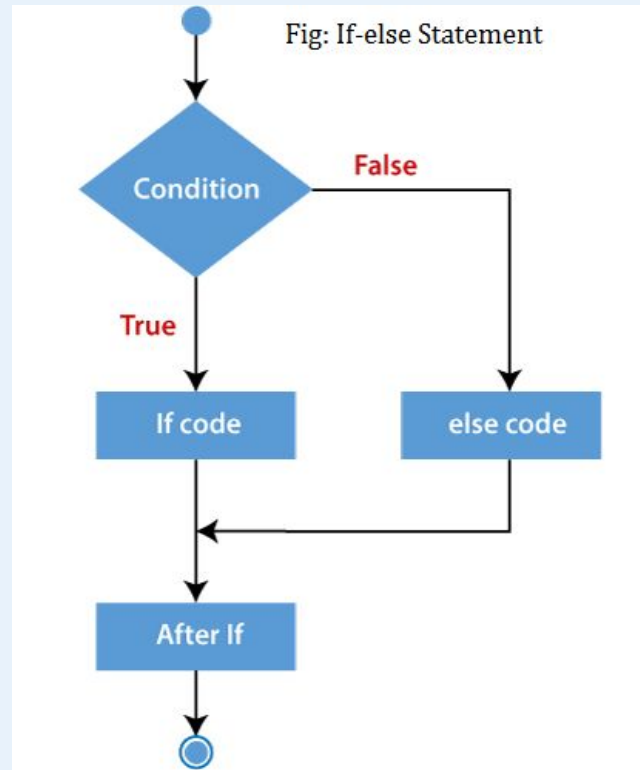 Fig: If-else Statement
Condition
False
True
If code
else code
After If